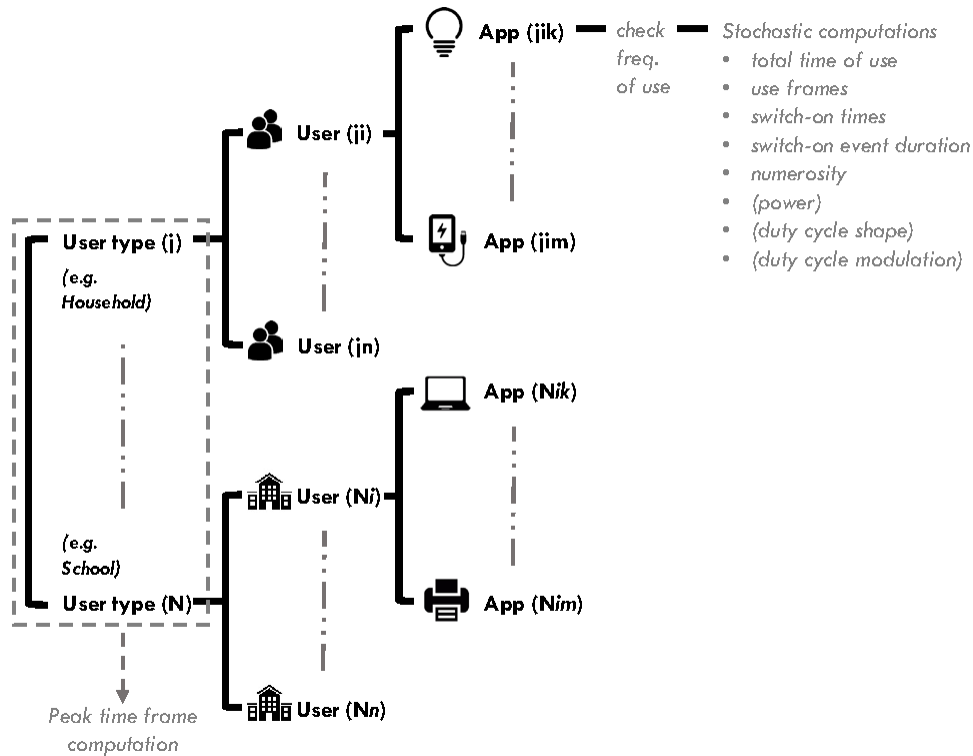 App (jik)
check
freq.
of use
Stochastic computations
• total time of use
• use frames
• switch-on times
• switch-on event duration
• numerosity
• (power)
• (duty cycle shape)
• (duty cycle modulation)
User (ji)
App (jim)
User type (j)
(e.g.
Household)
User (jn)
App (Nik)
User (Ni)
(e.g.
School)
User type (N)
App (Nim)
User (Nn)
Peak time frame
computation